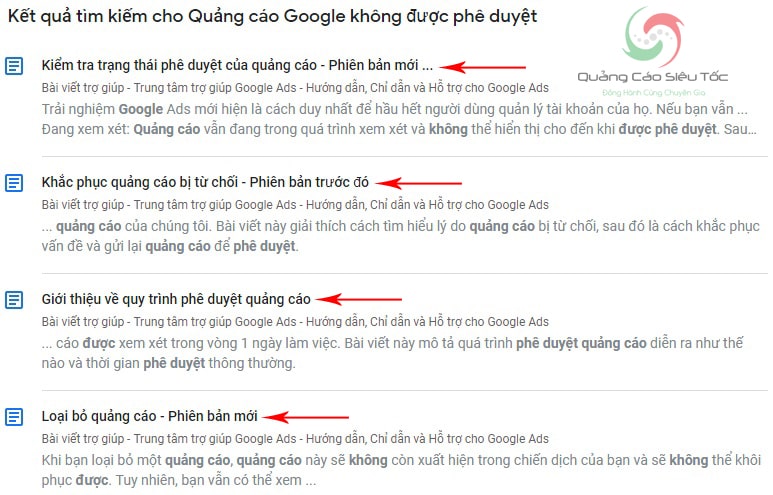 Kết quả tìm kiếm cho Quảng cáo Google không được phê duyệt
Quảng Cáo Siêu Tốc
Đồng Hành Cùng Chuyên Gia
Kiểm tra trạng thái phê duyệt của quảng cáo - Phiên bản mới ...
Bài viết trợ giúp - Trung tâm trợ giúp Google Ads - Hướng dẫn, Chỉ dẫn và Hỗ trợ cho Google Ads
Trải nghiệm Google Ads mới hiện là cách duy nhất để hầu hết người dùng quản lý tài khoản của họ. Nếu bạn vẫn ...
Đang xem xét: Quảng cáo vẫn đang trong quá trình xem xét và không thể hiển thị cho đến khi được phê duyệt. Sau...
Khắc phục quảng cáo bị từ chối - Phiên bản trước đó
Bài viết trợ giúp - Trung tâm trợ giúp Google Ads - Hướng dẫn, Chỉ dẫn và Hỗ trợ cho Google Ads
... quảng cáo của chúng tôi. Bài viết này giải thích cách tìm hiểu lý do quảng cáo bị từ chối, sau đó là cách khắc phục
vấn đề và gửi lại quảng cáo để phê duyệt.
Giới thiệu về quy trình phê duyệt quảng cáo
Bài viết trợ giúp - Trung tâm trợ giúp Google Ads - Hướng dẫn, Chỉ dẫn và Hỗ trợ cho Google Ads
... cáo được xem xét trong vòng 1 ngày làm việc. Bài viết này mô tả quá trình phê duyệt quảng cáo diễn ra như thế
nào và thời gian phê duyệt thông thường.
Loại bỏ quảng cáo - Phiên bản mới
Bài viết trợ giúp - Trung tâm trợ giúp Google Ads - Hướng dẫn, Chỉ dẫn và Hỗ trợ cho Google Ads
Khi bạn loại bỏ một quảng cáo, quảng cáo này sẽ không còn xuất hiện trong chiến dịch của bạn và sẽ không thể khôi
phục được. Tuy nhiên, bạn vẫn có thể xem ...